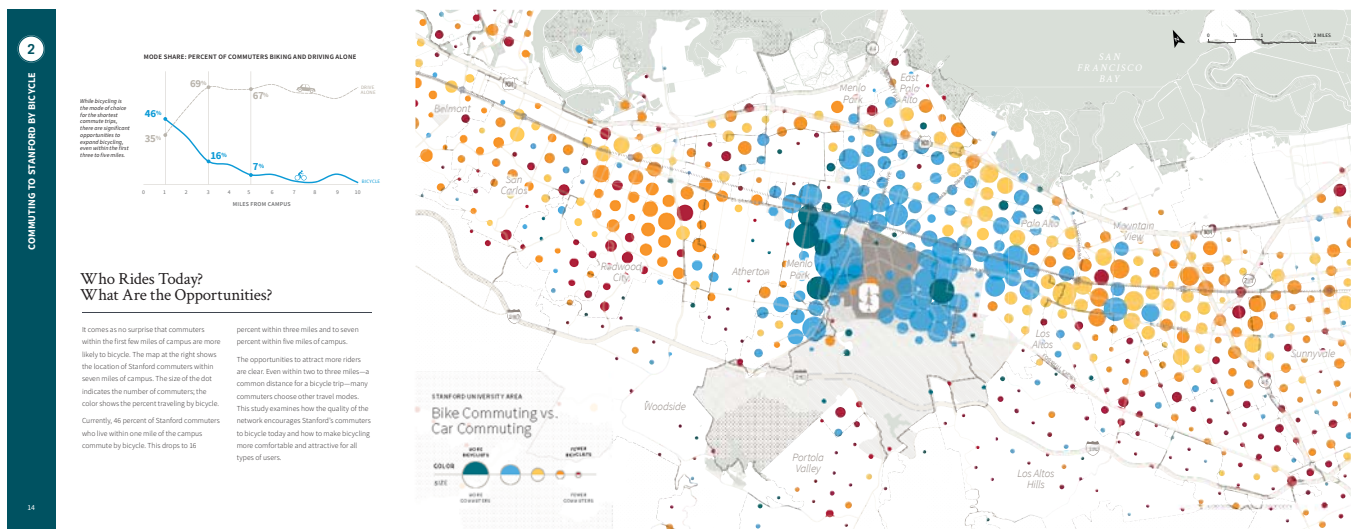 2
COMMUTING TO STANFORD BY BICYCLE
14
MODE SHARE: PERCENT OF COMMUTERS BIKING AND DRIVING ALONE
While bicycling is
the mode of choice
for the shortest
commute trips,
there are significant
opportunities to
expand bicycling,
even within the first
three to five miles.
69%
67%
DRIVE
ALONE
46%
35%
16%
7%
BICYCLE
0 1 2 3 4 5 6 7 8 9 10
MILES FROM CAMPUS
Who Rides Today?
What Are the Opportunities?
It comes as no surprise that commuters
within the first few miles of campus are more
likely to bicycle. The map at the right shows
the location of Stanford commuters within
seven miles of campus. The size of the dot
indicates the number of commuters; the
color shows the percent traveling by bicycle.
Currently, 46 percent of Stanford commuters
who live within one mile of the campus
commute by bicycle. This drops to 16
percent within three miles and to seven
percent within five miles of campus.
The opportunities to attract more riders
are clear. Even within two to three miles—a
common distance for a bicycle trip—many
commuters choose other travel modes.
This study examines how the quality of the
network encourages Stanford's commuters
to bicycle today and how to make bicycling
more comfortable and attractive for all
types of users.
SAN
FRANCISCO
BAY
2 MILES
Belmont
San
Carlos
Redwood
City
Atherton
Menlo
Park
Menlo
Park
East
Palo
Alto
Palo Alto
Mountain
View
Los
Altos
Sunnyvale
Woodside
Portola
Valley
Los Altos
Hills
STANFORD UNIVERSITY AREA
Bike Commuting vs.
Car Commuting
MORE
BICYCLISTS
FEWER
BICYCLISTS
COLOR
SIZE
MORE
COMMUTERS
FEWER
COMMUTERS